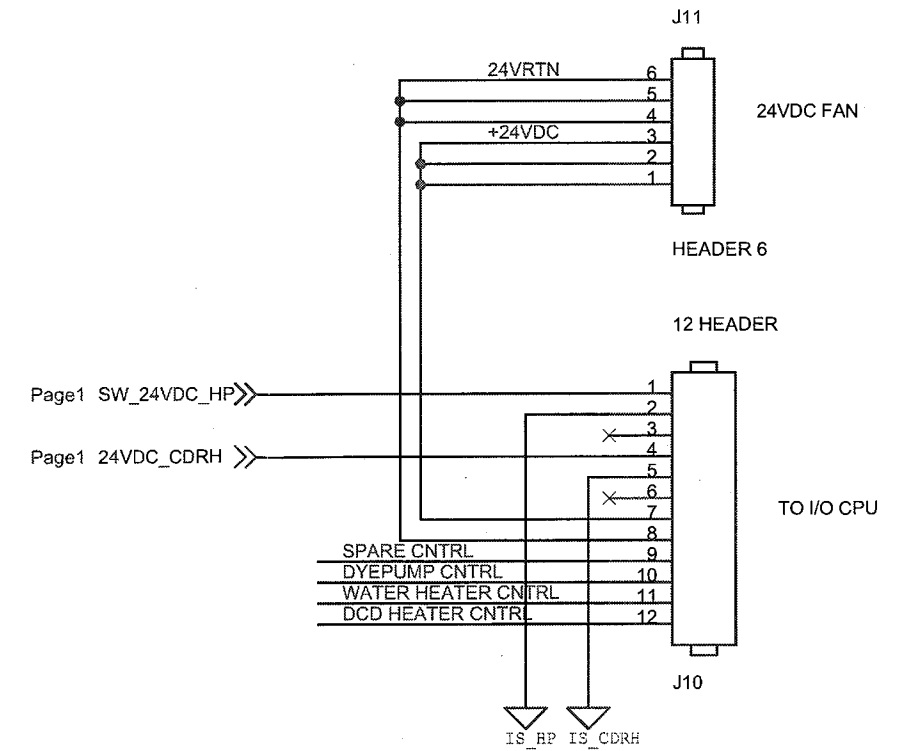 J11
24VRTN 6
5
4
+24VDC 3
2
1
24VDC FAN
HEADER 6
12 HEADER
Page1 SW_24VDC_HP 1
2
3
Page1 24VDC_CDRH 4
5
6
7
8
TO I/O CPU
SPARE CNTRL 9
DYEPUMP CNTRL 10
WATER HEATER CNTRL 11
DCD HEATER CNTRL 12
J10
IS_HP IS_CDRH